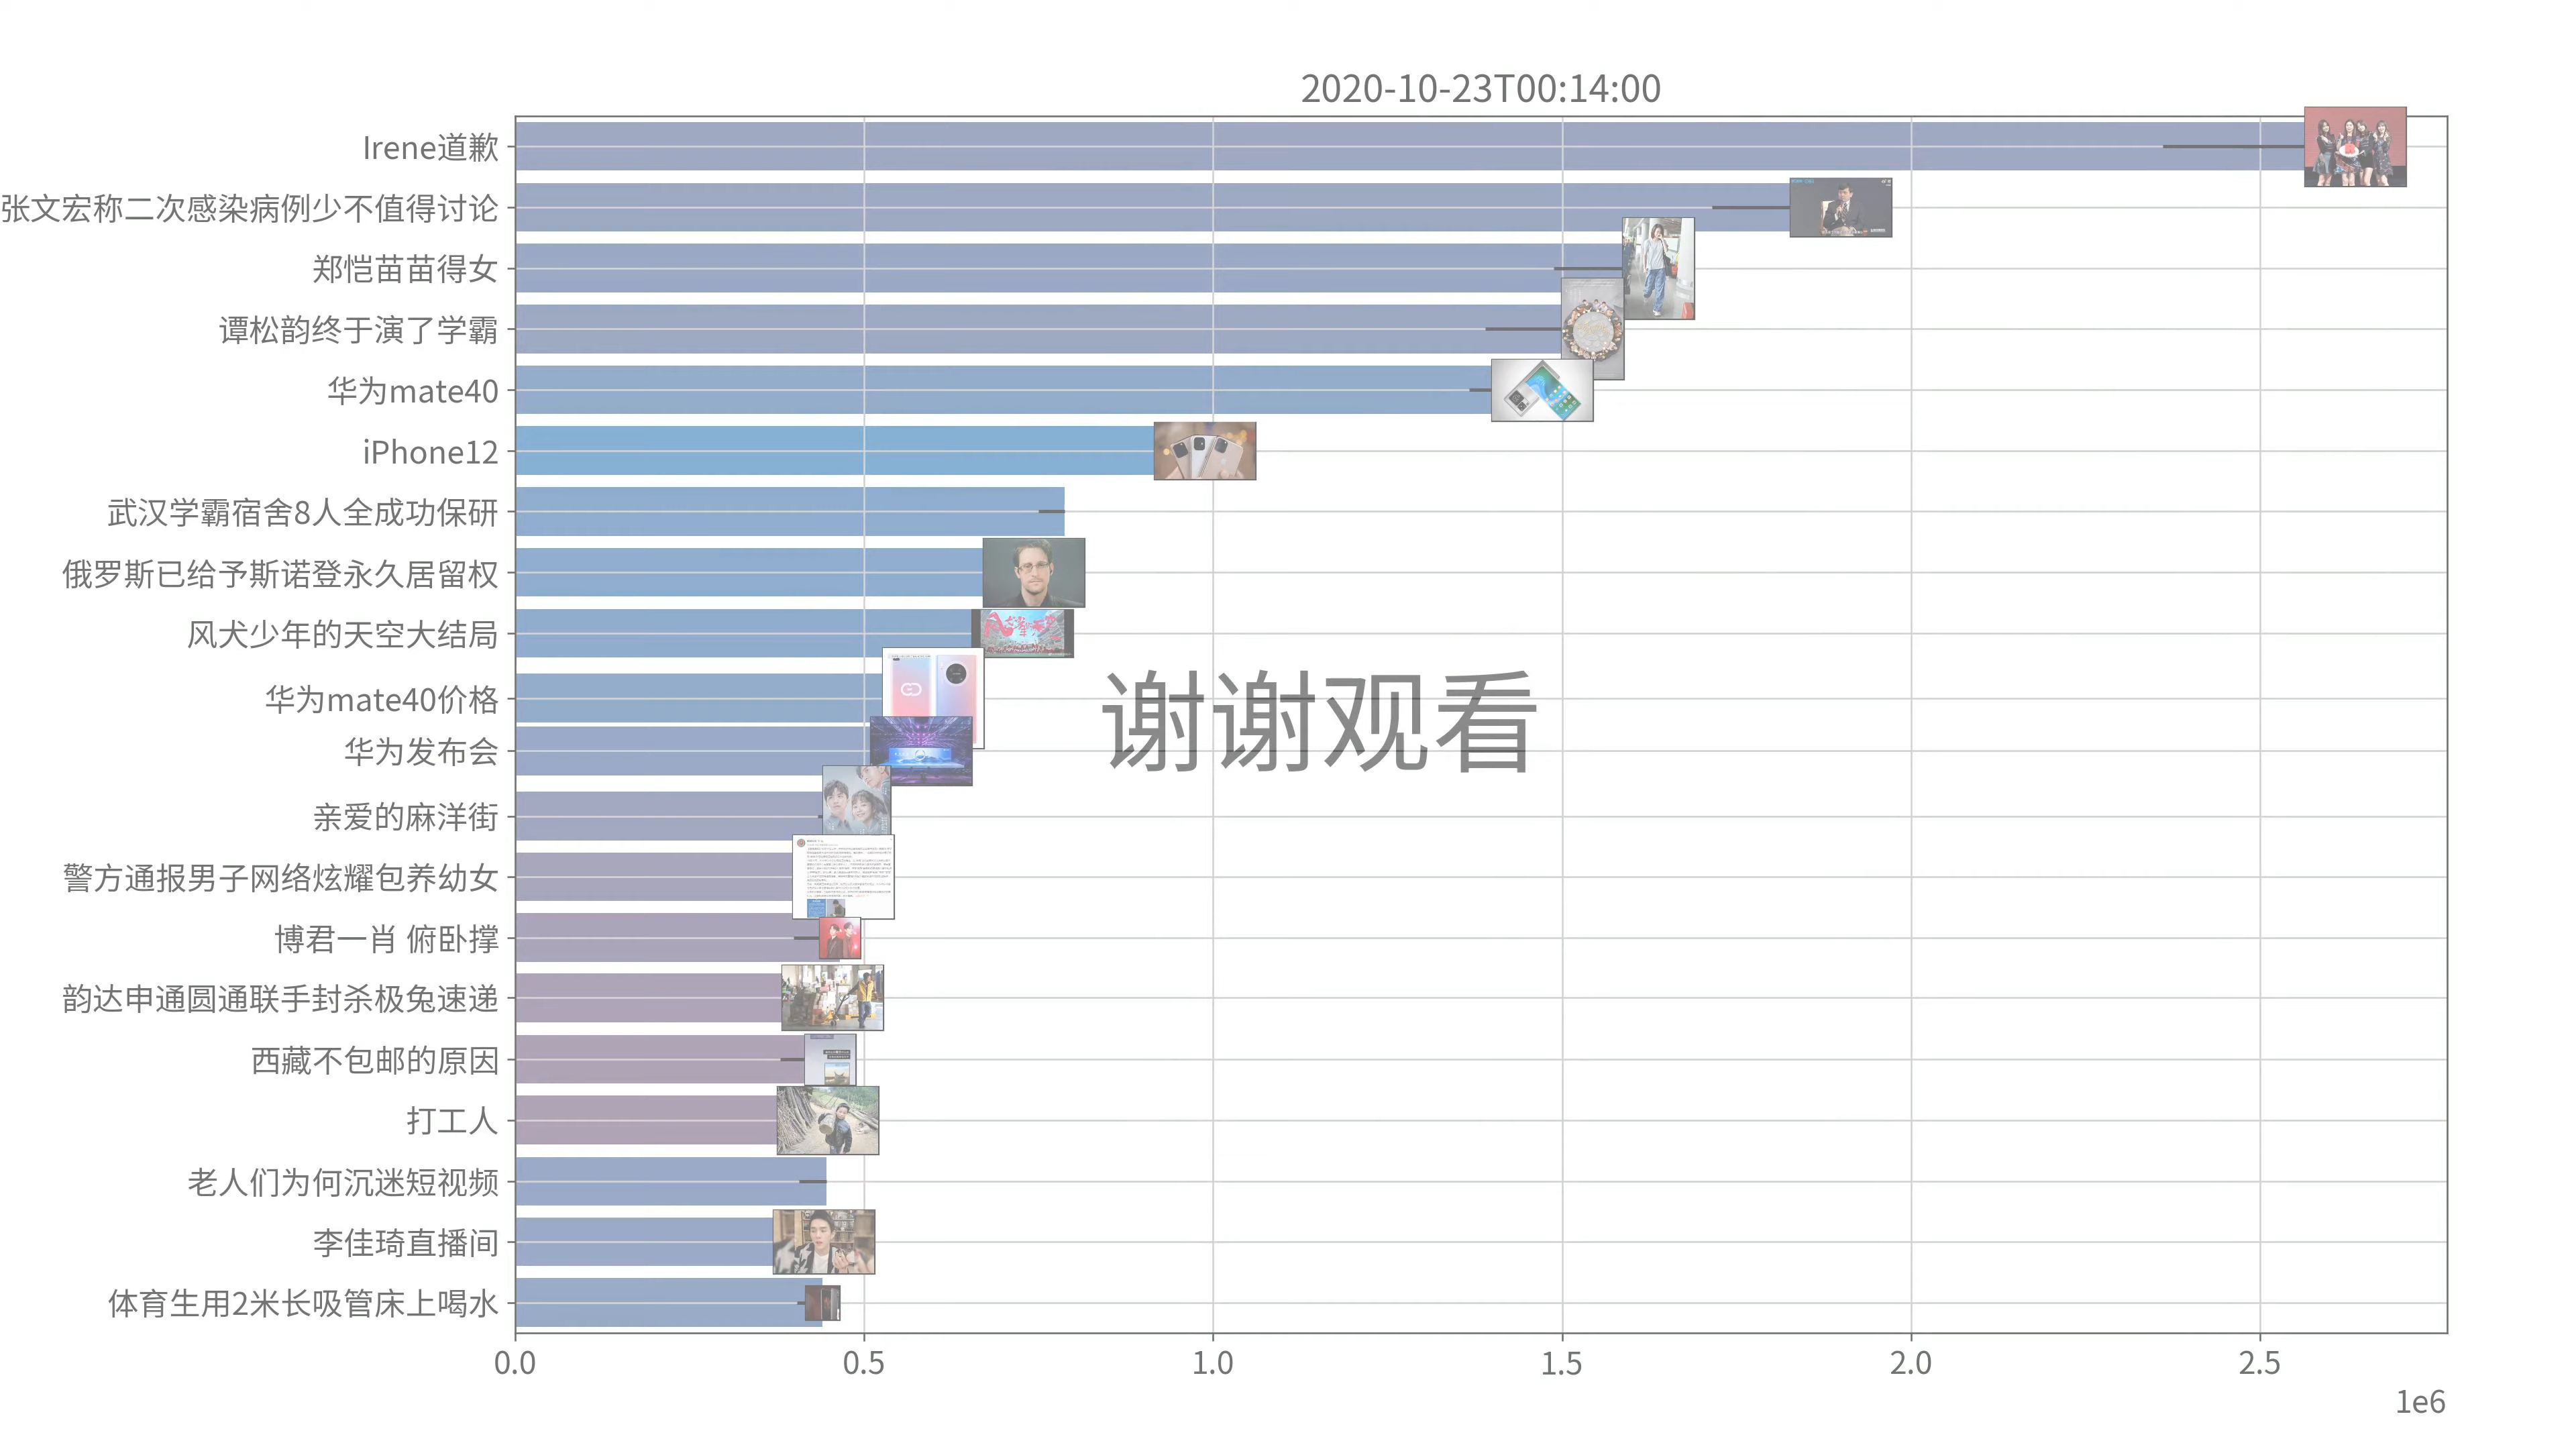 2020-10-23T00:14:00
Irene道歉
张文宏称二次感染病例少不值得讨论
郑恺苗苗得女
谭松韵终于演了学霸
华为mate40
iPhone12
武汉学霸宿舍8人全成功保研
俄罗斯已给予斯诺登永久居留权
风犬少年的天空大结局
华为mate40价格
谢谢观看
华为发布会
亲爱的麻洋街
警方通报男子网络炫耀包养幼女
博君一肖 俯卧撑
韵达申通圆通联手封杀极兔速递
西藏不包邮的原因
打工人
老人们为何沉迷短视频
李佳琦直播间
体育生用2米长吸管床上喝水
0.0 0.5 1.0 1.5 2.0 2.5
1e6